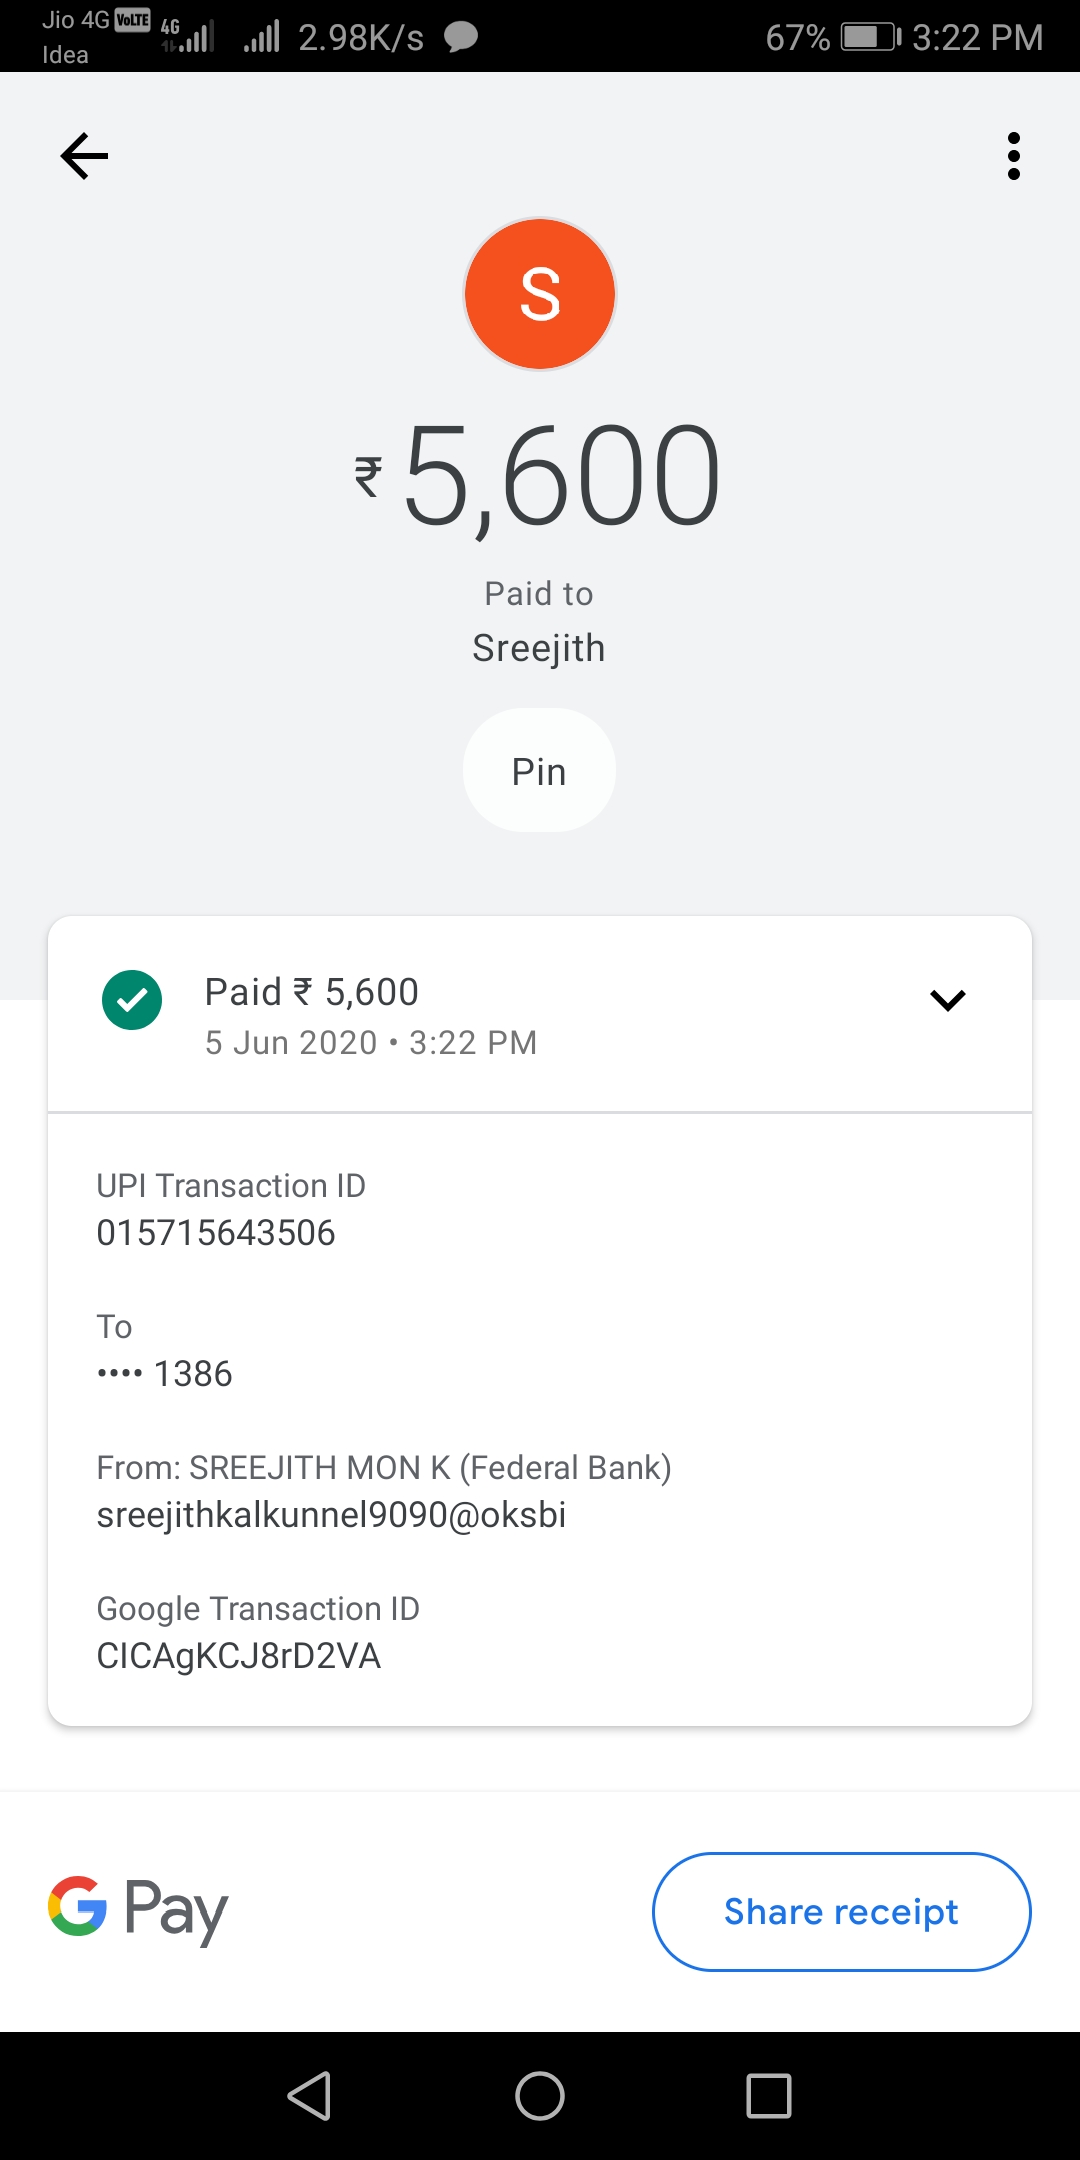 Jio 4G VoLTE 4G 2.98K/s 67% 3:22 PM
Idea
S
₹5,600
Paid to
Sreejith
Pin
Paid ₹ 5,600
5 Jun 2020 • 3:22 PM
UPI Transaction ID
015715643506
To
•••• 1386
From: SREEJITH MON K (Federal Bank)
sreejithkalkunnel9090@oksbi
Google Transaction ID
CICAgKCJ8rD2VA
G Pay
Share receipt